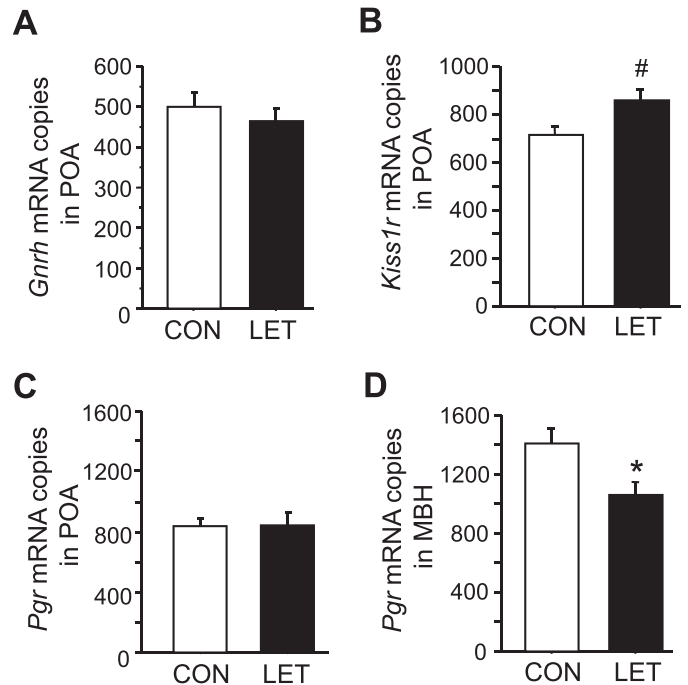 A
Gnrh mRNA copies
in POA
600
500
400
300
200
100
0
CON LET
B
Kiss1r mRNA copies
in POA
1000
800
600
400
200
0
#
CON LET
C
Pgr mRNA copies
in POA
1600
1200
800
400
0
CON LET
D
Pgr mRNA copies
in MBH
1600
1200
800
400
0
*
CON LET